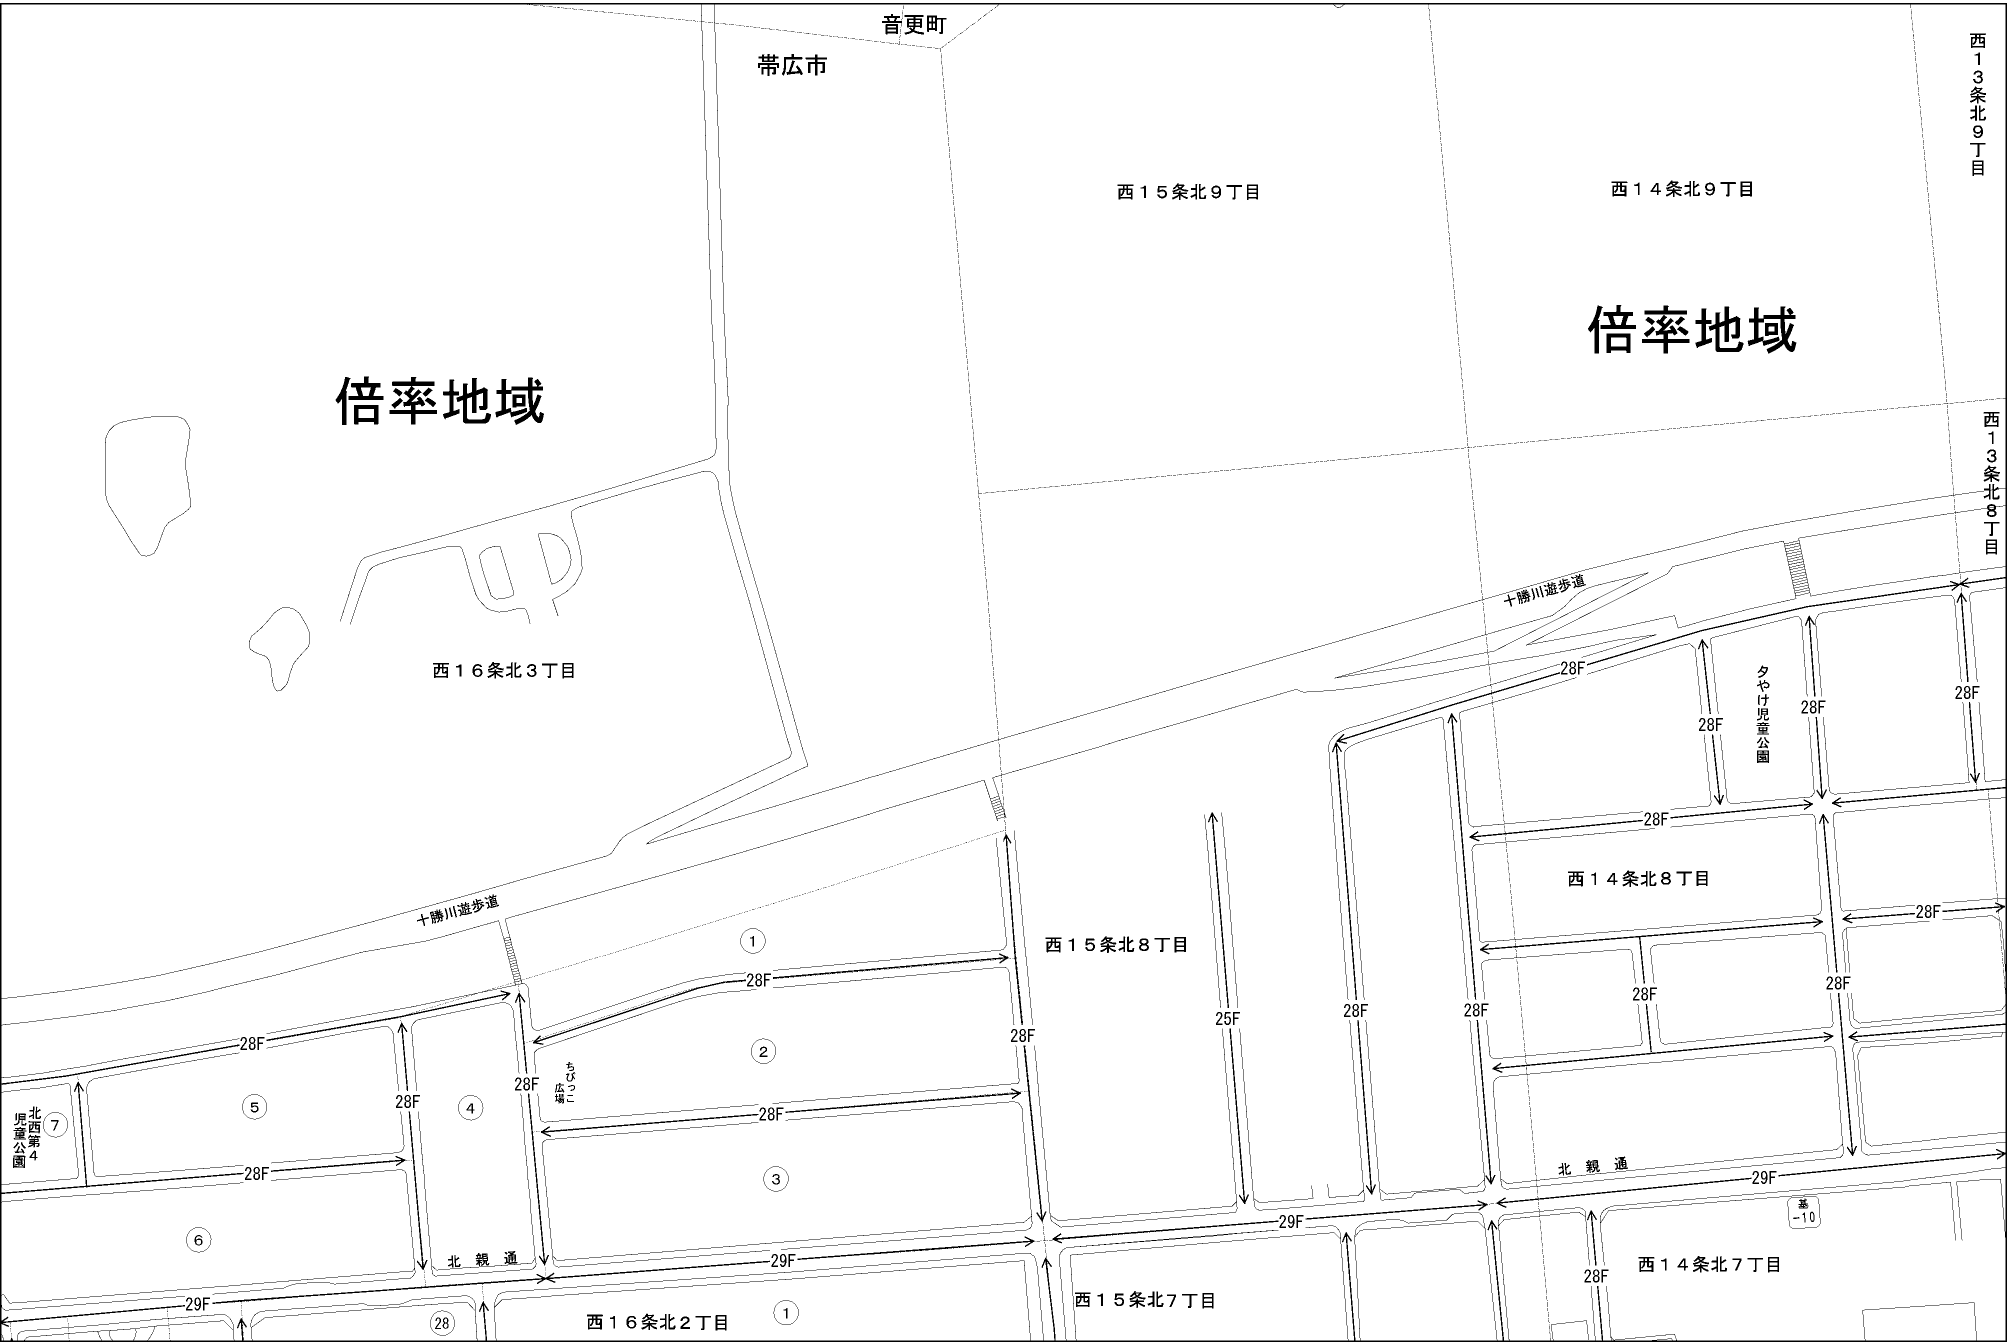 音更町
帯広市
西13条北9丁目
西15条北9丁目
西14条北9丁目
倍率地域
倍率地域
西13条北8丁目
十勝川遊歩道
西16条北3丁目
28F
夕やけ児童公園
28F
28F
28F
28F
西14条北8丁目
十勝川遊歩道
28F
①
西15条北8丁目
28F
28F
28F
28F
28F
28F
25F
28F
28F
②
ちびっこ
広場
28F
28F
⑤
④
28F
北西第4
児童公園
⑦
28F
③
北親通
29F
基
-10
⑥
29F
北親通
29F
西14条北7丁目
28F
29F
㉘
西16条北2丁目
①
西15条北7丁目